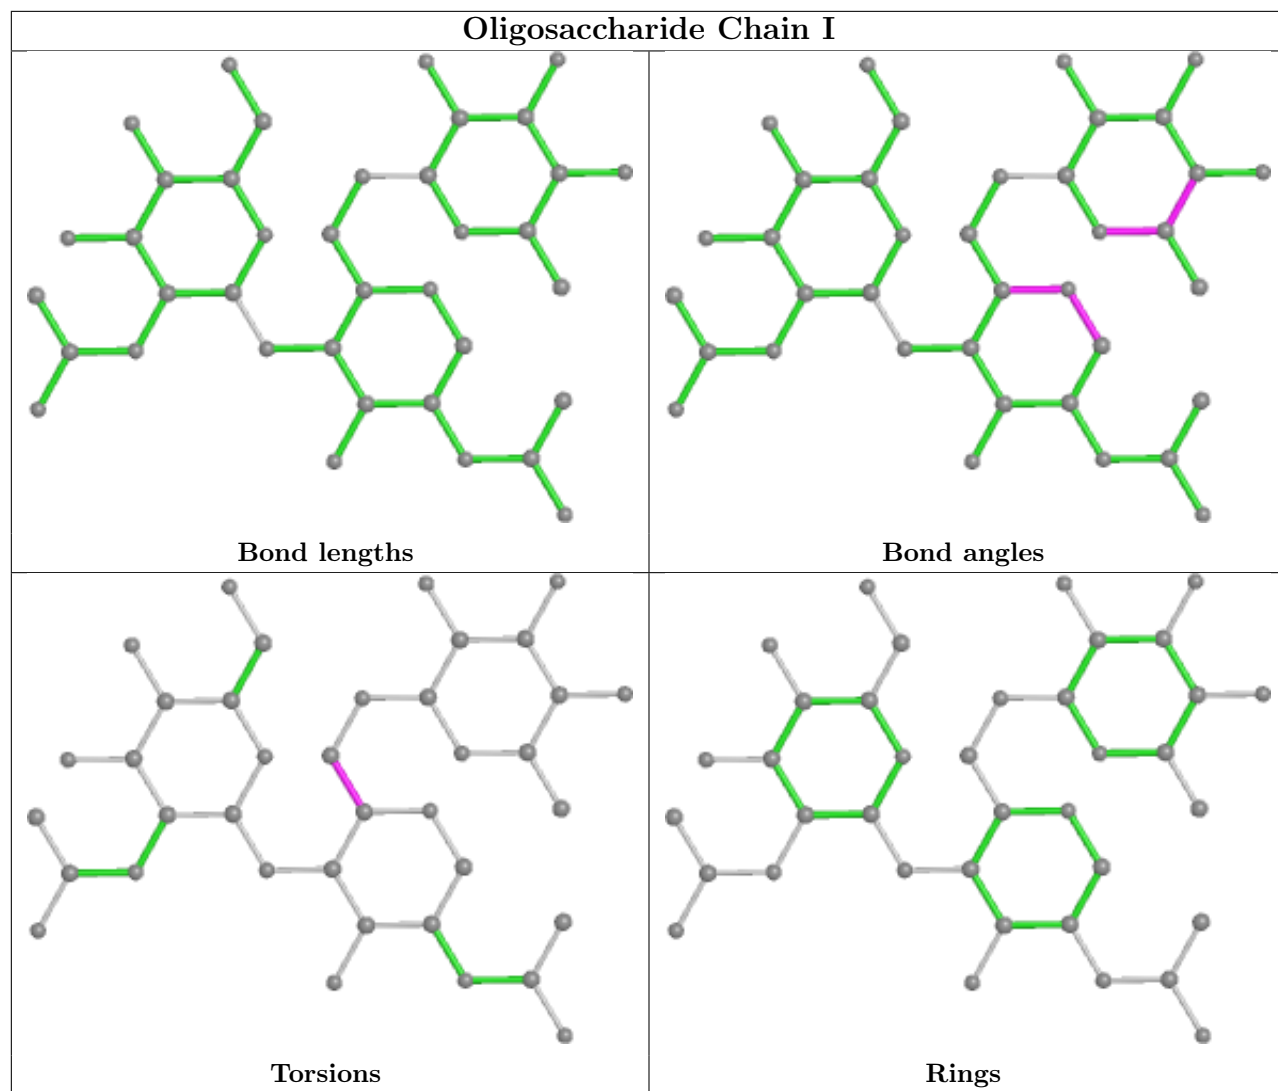 Oligosaccharide Chain I
Bond lengths
Bond angles
Torsions
Rings